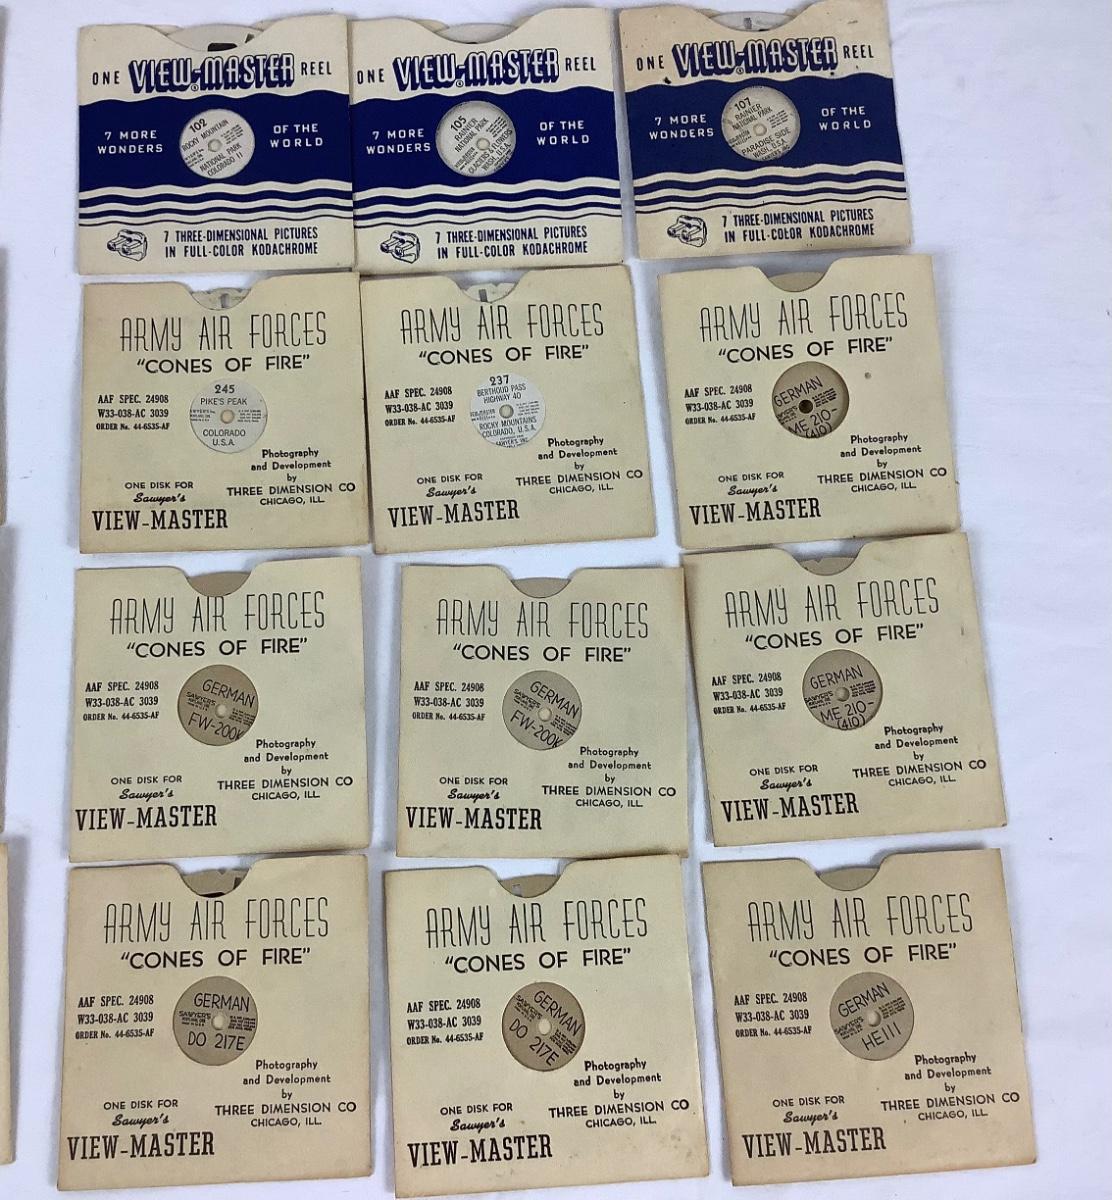 ONE VIEW-MASTER REEL
7 MORE WONDERS
102
ROCKY MOUNTAIN
NATIONAL PARK
COLORADO II
OF THE WORLD
7 THREE-DIMENSIONAL PICTURES
IN FULL-COLOR KODACHROME
ONE VIEW-MASTER REEL
7 MORE WONDERS
105
RAINIER
NATIONAL PARK
GLACIERS & FLOWERS
WASH., U.S.A.
OF THE WORLD
7 THREE-DIMENSIONAL PICTURES
IN FULL-COLOR KODACHROME
ONE VIEW-MASTER REEL
7 MORE WONDERS
107
RAINIER
NATIONAL PARK
PARADISE SIDE
WASH., U.S.A.
OF THE WORLD
7 THREE-DIMENSIONAL PICTURES
IN FULL-COLOR KODACHROME
ARMY AIR FORCES
"CONES OF FIRE"
AAF SPEC. 24908
W33-038-AC 3039
ORDER No. 44-6535-AF
245
PIKE'S PEAK
COLORADO
U.S.A.
Photography
and Development
by
THREE DIMENSION CO
CHICAGO, ILL.
ONE DISK FOR
Sawyer's
VIEW-MASTER
ARMY AIR FORCES
"CONES OF FIRE"
AAF SPEC. 24908
W33-038-AC 3039
ORDER No. 44-6535-AF
237
BERTHOUD PASS
HIGHWAY 40
ROCKY MOUNTAINS
COLORADO, U.S.A.
Photography
and Development
by
THREE DIMENSION CO
CHICAGO, ILL.
ONE DISK FOR
Sawyer's
VIEW-MASTER
ARMY AIR FORCES
"CONES OF FIRE"
AAF SPEC. 24908
W33-038-AC 3039
ORDER No. 44-6535-AF
GERMAN
ME 210-
(410)
Photography
and Development
by
THREE DIMENSION CO
CHICAGO, ILL.
ONE DISK FOR
Sawyer's
VIEW-MASTER
ARMY AIR FORCES
"CONES OF FIRE"
AAF SPEC. 24908
W33-038-AC 3039
ORDER No. 44-6535-AF
GERMAN
SAWYER'S
FW-200K
Photography
and Development
by
THREE DIMENSION CO
CHICAGO, ILL.
ONE DISK FOR
Sawyer's
VIEW-MASTER
ARMY AIR FORCES
"CONES OF FIRE"
AAF SPEC. 24908
W33-038-AC 3039
ORDER No. 44-6535-AF
GERMAN
SAWYER'S
FW-200K
Photography
and Development
by
THREE DIMENSION CO
CHICAGO, ILL.
ONE DISK FOR
Sawyer's
VIEW-MASTER
ARMY AIR FORCES
"CONES OF FIRE"
AAF SPEC. 24908
W33-038-AC 3039
ORDER No. 44-6535-AF
GERMAN
SAWYER'S
ME 210-
(410)
Photography
and Development
by
THREE DIMENSION CO
CHICAGO, ILL.
ONE DISK FOR
Sawyer's
VIEW-MASTER
ARMY AIR FORCES
"CONES OF FIRE"
AAF SPEC. 24908
W33-038-AC 3039
ORDER No. 44-6535-AF
GERMAN
SAWYER'S
DO 217E
Photography
and Development
by
THREE DIMENSION CO
CHICAGO, ILL.
ONE DISK FOR
Sawyer's
VIEW-MASTER
ARMY AIR FORCES
"CONES OF FIRE"
AAF SPEC. 24908
W33-038-AC 3039
ORDER No. 44-6535-AF
GERMAN
SAWYER'S
DO 217E
Photography
and Development
by
THREE DIMENSION CO
CHICAGO, ILL.
ONE DISK FOR
Sawyer's
VIEW-MASTER
ARMY AIR FORCES
"CONES OF FIRE"
AAF SPEC. 24908
W33-038-AC 3039
ORDER No. 44-6535-AF
GERMAN
SAWYER'S
HE111
Photography
and Development
by
THREE DIMENSION CO
CHICAGO, ILL.
ONE DISK FOR
Sawyer's
VIEW-MASTER